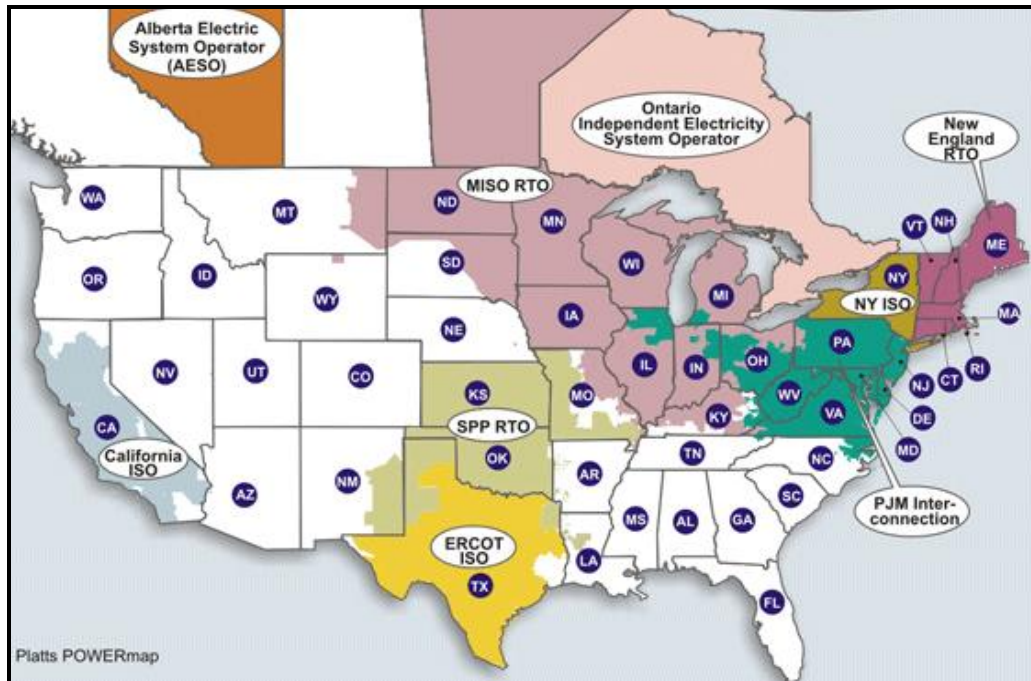 Alberta Electric
System Operator
(AESO)
Ontario
Independent Electricity
System Operator
New
England
RTO
MISO RTO
WA
MT
ND
MN
VT
NH
ME
OR
ID
SD
WI
MI
NY
NY ISO
MA
WY
IA
NE
PA
RI
CT
NJ
NV
UT
CO
IL
IN
OH
WV
VA
DE
MD
KS
MO
KY
SPP RTO
CA
California
ISO
AZ
NM
OK
AR
TN
NC
SC
PJM Inter-
connection
MS
AL
GA
ERCOT
ISO
TX
LA
FL
Platts POWERmap